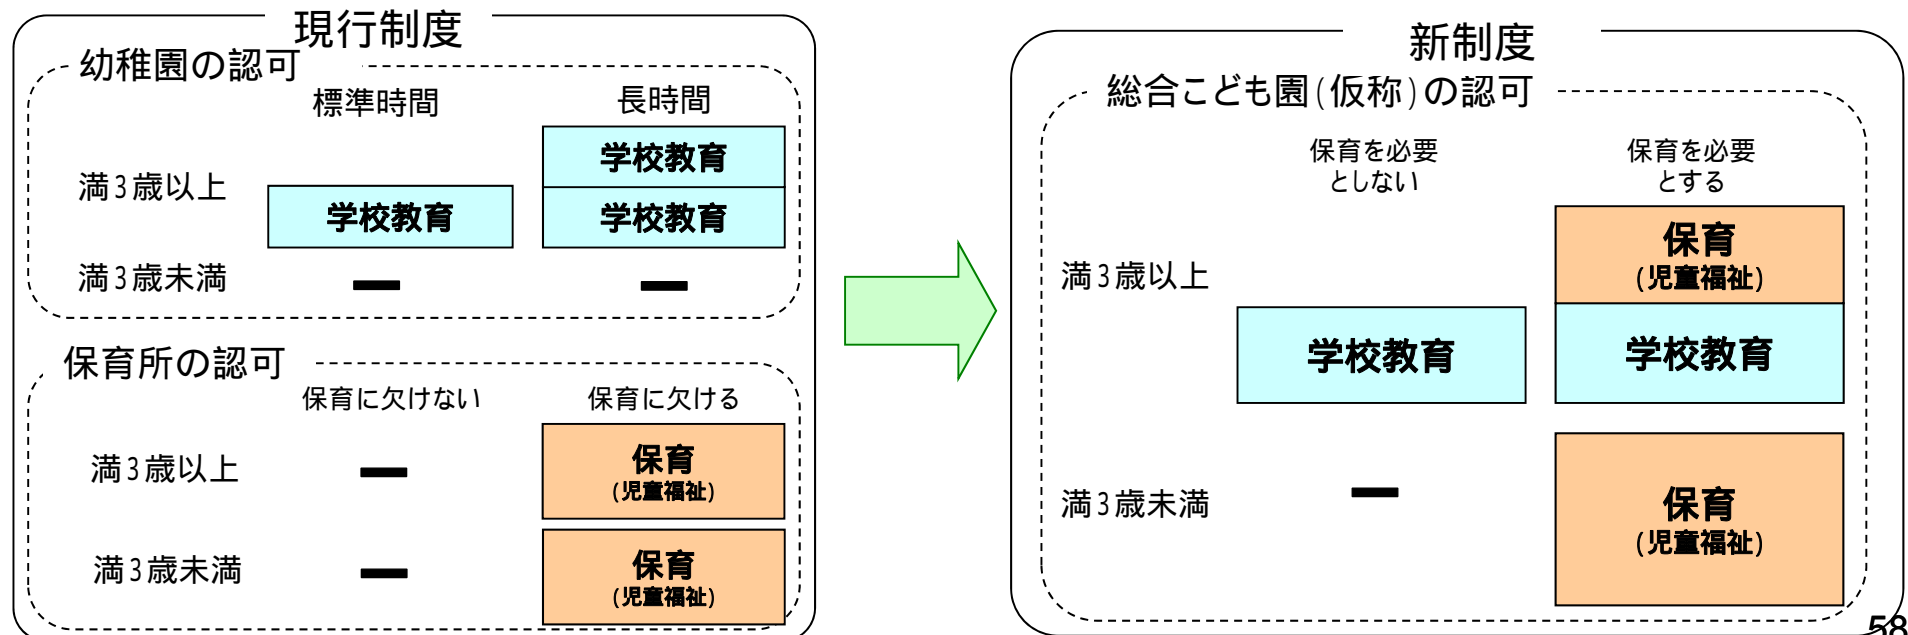 現行制度
幼稚園の認可
標準時間
長時間
満3歳以上
学校教育
学校教育
学校教育
満3歳未満
ー
ー
保育所の認可
保育に欠けない
保育に欠ける
満3歳以上
ー
保育
(児童福祉)
満3歳未満
ー
保育
(児童福祉)
新制度
総合こども園(仮称)の認可
保育を必要
としない
保育を必要
とする
満3歳以上
学校教育
保育
(児童福祉)
学校教育
満3歳未満
ー
保育
(児童福祉)
58